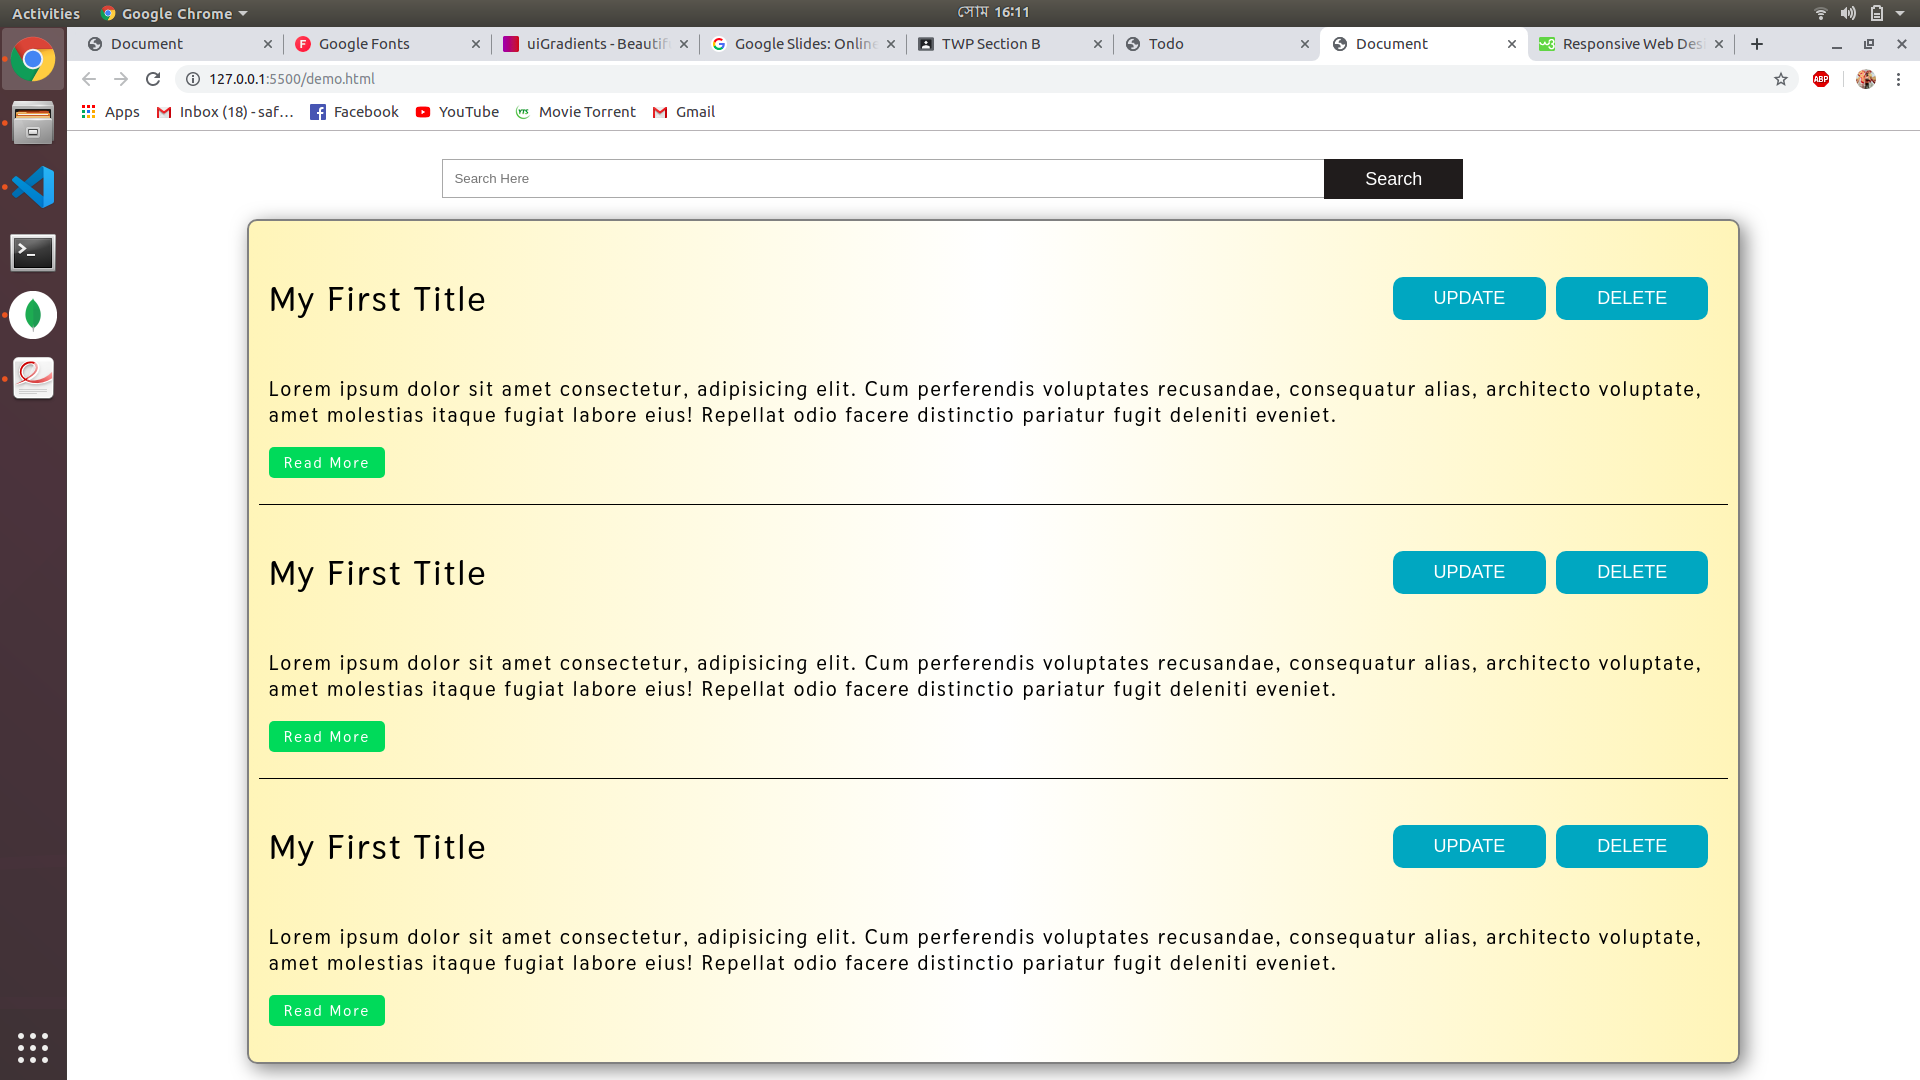 Activities Google Chrome সোম 16:11
Document Google Fonts uiGradients - Beautif Google Slides: Online TWP Section B Todo Document Responsive Web Des
127.0.0.1:5500/demo.html ABP
Apps Inbox (18) - saf... Facebook YouTube Movie Torrent Gmail
Search Here Search
My First Title UPDATE DELETE
Lorem ipsum dolor sit amet consectetur, adipisicing elit. Cum perferendis voluptates recusandae, consequatur alias, architecto voluptate,
amet molestias itaque fugiat labore eius! Repellat odio facere distinctio pariatur fugit deleniti eveniet.
Read More
My First Title UPDATE DELETE
Lorem ipsum dolor sit amet consectetur, adipisicing elit. Cum perferendis voluptates recusandae, consequatur alias, architecto voluptate,
amet molestias itaque fugiat labore eius! Repellat odio facere distinctio pariatur fugit deleniti eveniet.
Read More
My First Title UPDATE DELETE
Lorem ipsum dolor sit amet consectetur, adipisicing elit. Cum perferendis voluptates recusandae, consequatur alias, architecto voluptate,
amet molestias itaque fugiat labore eius! Repellat odio facere distinctio pariatur fugit deleniti eveniet.
Read More